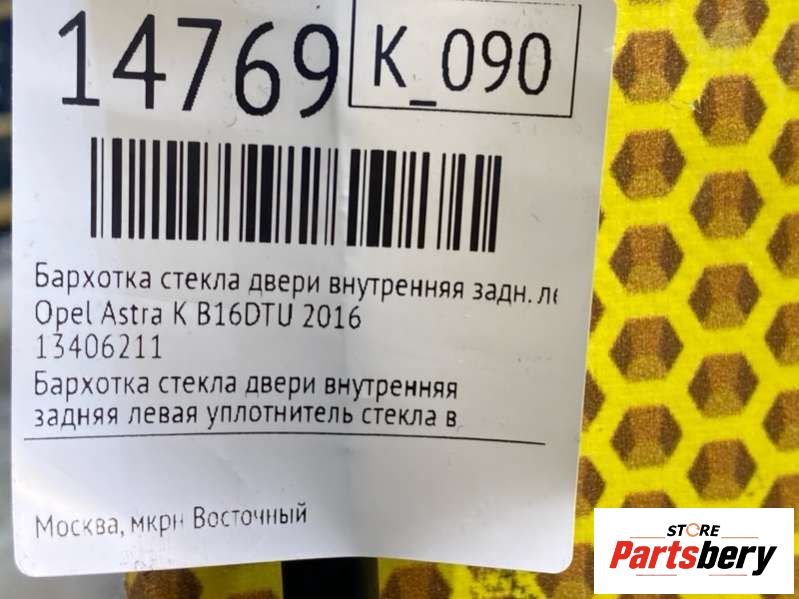 14769 K_090
Бархотка стекла двери внутренняя задн.
Opel Astra K B16DTU 2016
13406211
Бархотка стекла двери внутренняя
задняя левая уплотнитель стекла в
Москва, мкрн Восточный
STORE
Partsbery